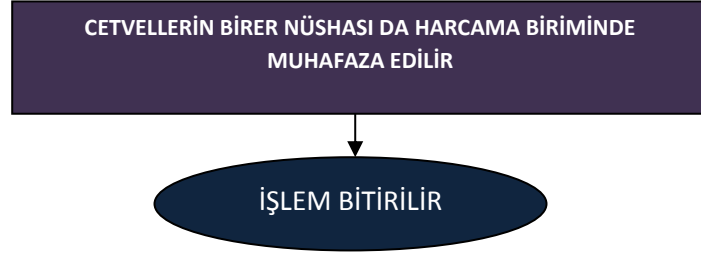 CETVELLERİN BİRER NÜSHASI DA HARCAMA BİRİMİNDE
MUHAFAZA EDİLİR
İŞLEM BİTİRİLİR